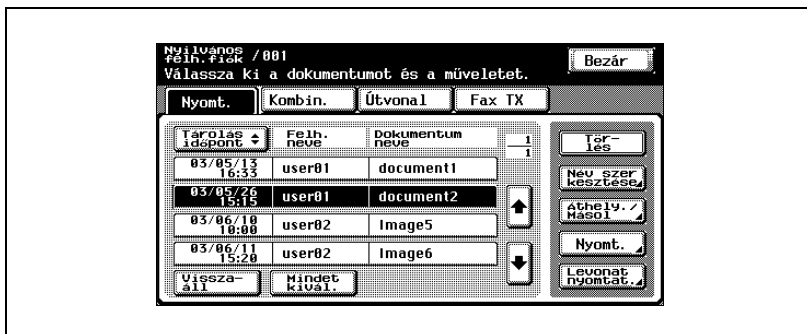 Nyilvános
felh.fiók /001
Válassza ki a dokumentumot és a műveletet.
Bezár
Nyomt.
Kombin.
Útvonal
Fax TX
Tárolás
időpont
Felh.
neve
Dokumentum
neve
1
1
03/05/13
16:33
user01
document1
03/05/26
15:15
user01
document2
03/06/10
10:00
user02
Image5
03/06/11
15:20
user02
Image6
Vissza-
áll
Mindet
kivál.
Tör-
lés
Név szer
kesztése
Áthely./
Másol
Nyomt.
Levonat
nyomtat.